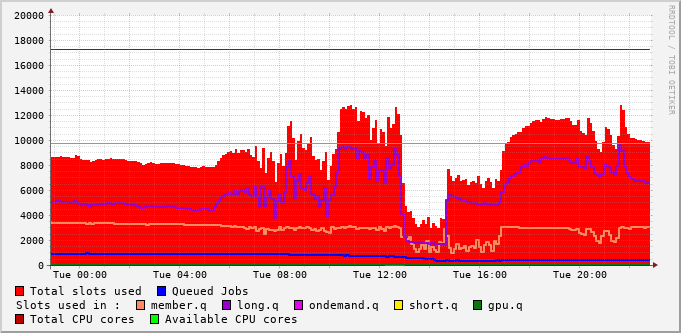 RRDTOOL / TOBI OETIKER
20000
18000
16000
14000
12000
10000
8000
6000
4000
2000
0
Tue 00:00 Tue 04:00 Tue 08:00 Tue 12:00 Tue 16:00 Tue 20:00
Total slots used Queued Jobs
Slots used in : member.q long.q ondemand.q short.q gpu.q
Total CPU cores Available CPU cores